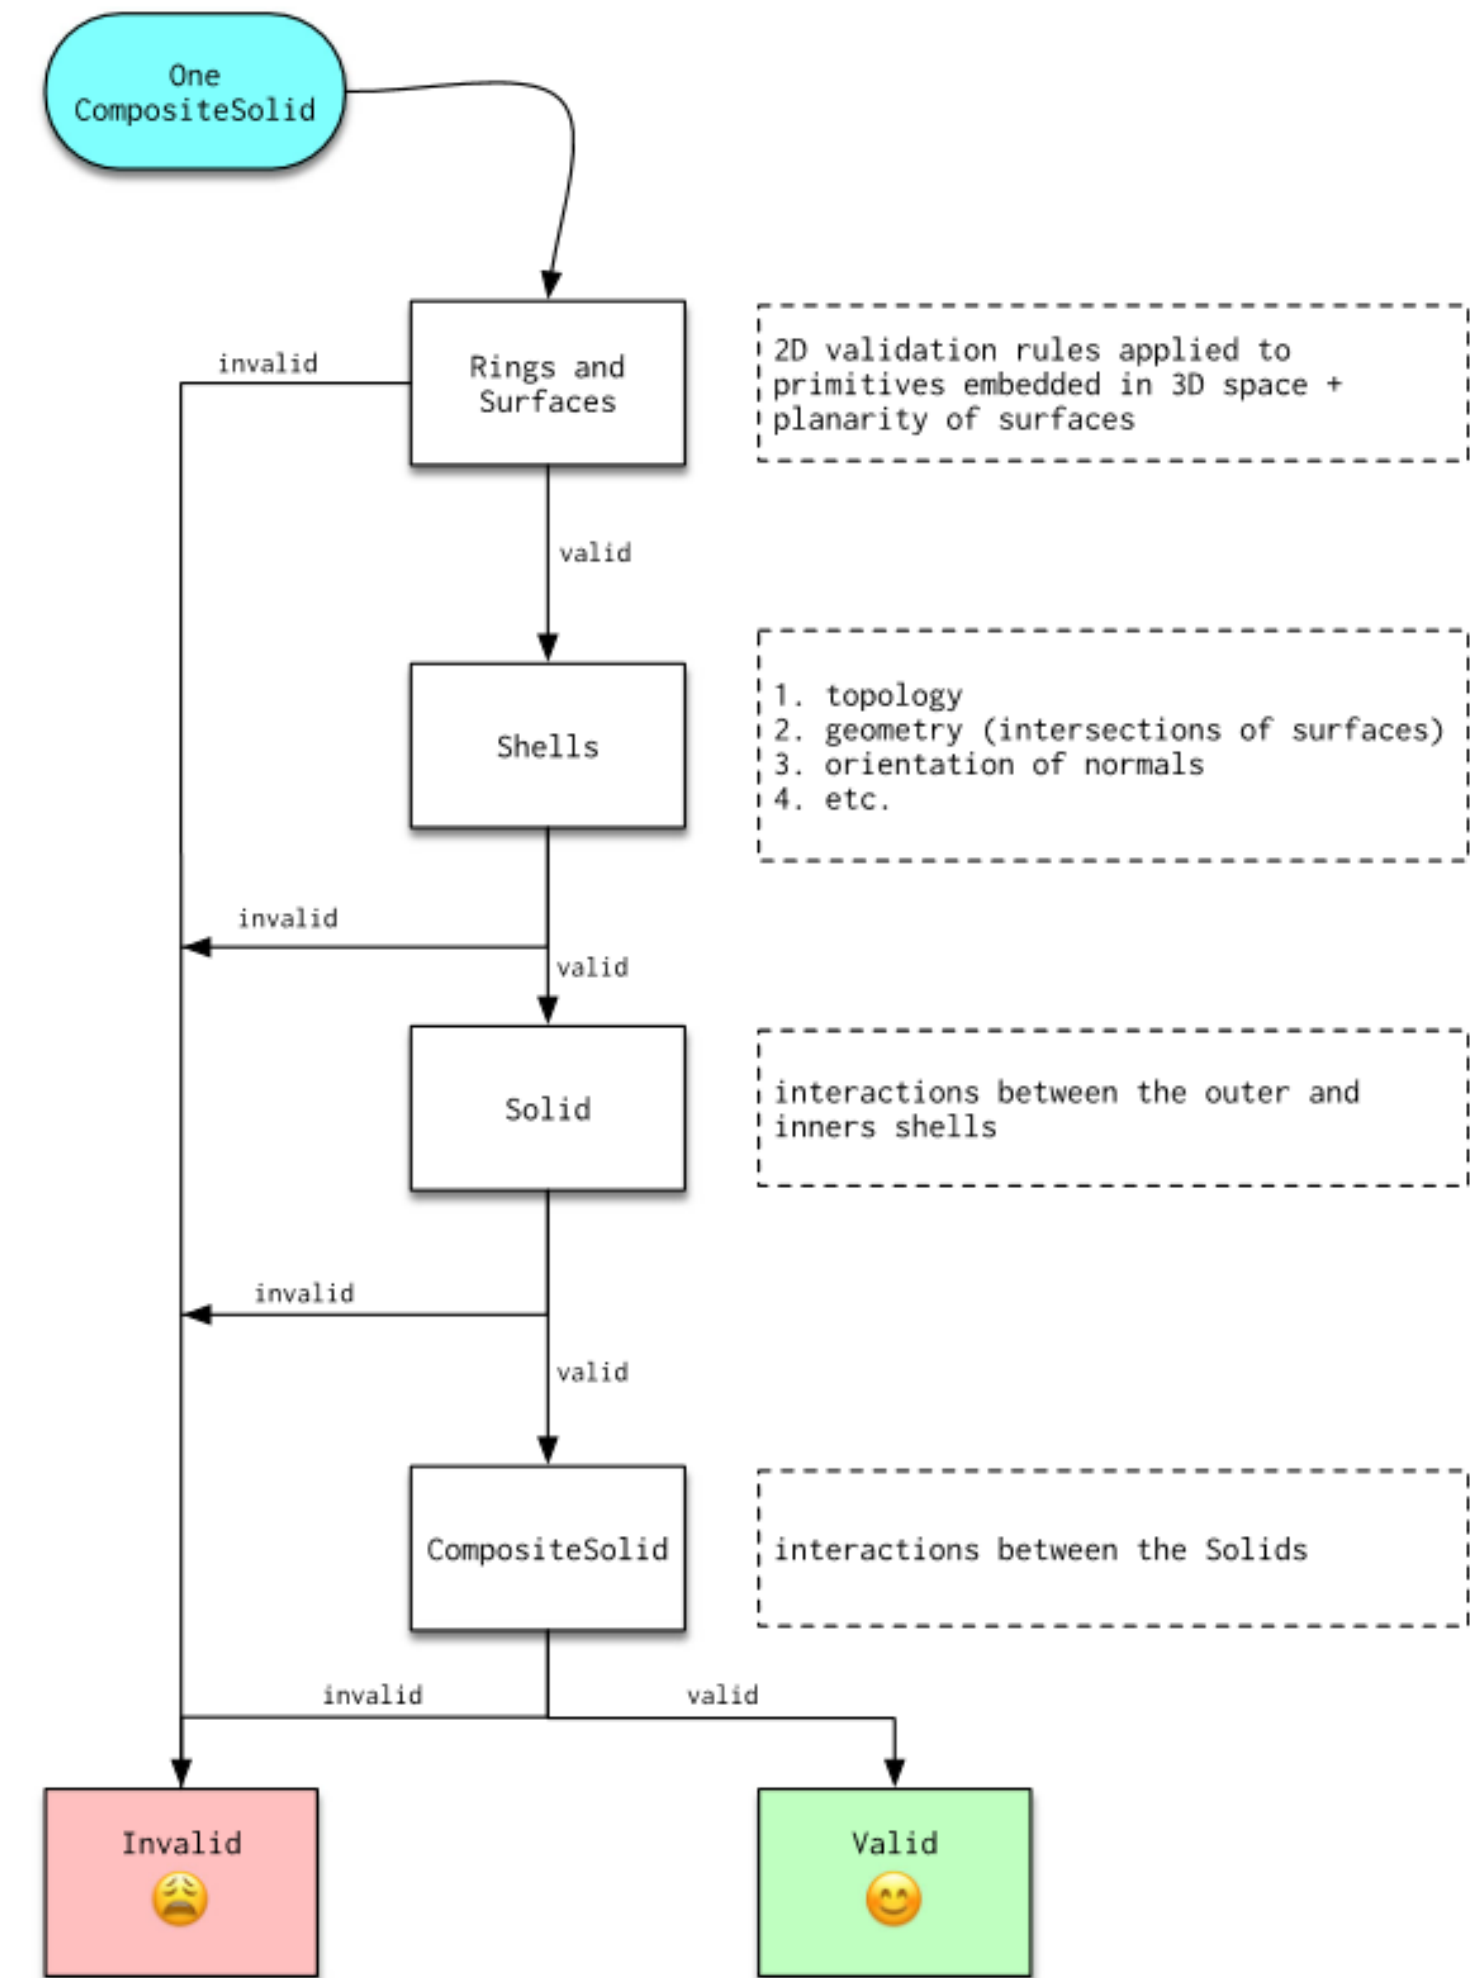 One
CompositeSolid
invalid
Rings and
Surfaces
2D validation rules applied to
primitives embedded in 3D space +
planarity of surfaces
valid
Shells
1. topology
2. geometry (intersections of surfaces)
3. orientation of normals
4. etc.
invalid
valid
Solid
interactions between the outer and
inners shells
invalid
valid
CompositeSolid
interactions between the Solids
invalid
valid
Invalid
Valid